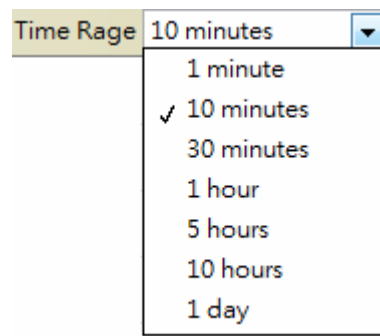 Time Rage 10 minutes
1 minute
10 minutes
30 minutes
1 hour
5 hours
10 hours
1 day